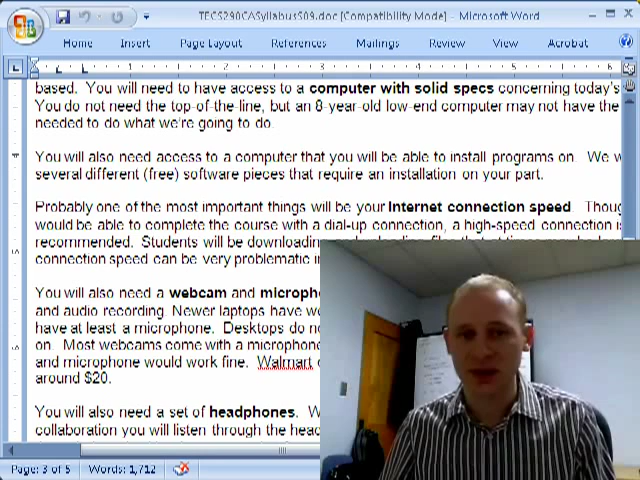 TECS290CASyllabusS09.doc [Compatibility Mode] - Microsoft Word
Home Insert Page Layout References Mailings Review View Acrobat
based. You will need to have access to a computer with solid specs concerning today's
You do not need the top-of-the-line, but an 8-year-old low-end computer may not have the
needed to do what we're going to do.
You will also need access to a computer that you will be able to install programs on. We w
several different (free) software pieces that require an installation on your part.
Probably one of the most important things will be your Internet connection speed. Thoug
would be able to complete the course with a dial-up connection, a high-speed connection is
recommended. Students will be downloading
connection speed can be very problematic i
You will also need a webcam and microph
and audio recording. Newer laptops have w
have at least a microphone. Desktops do no
on. Most webcams come with a microphone
and microphone would work fine. Walmart
around $20.
You will also need a set of headphones. W
collaboration you will listen through the head
Page: 3 of 5 Words: 1,712